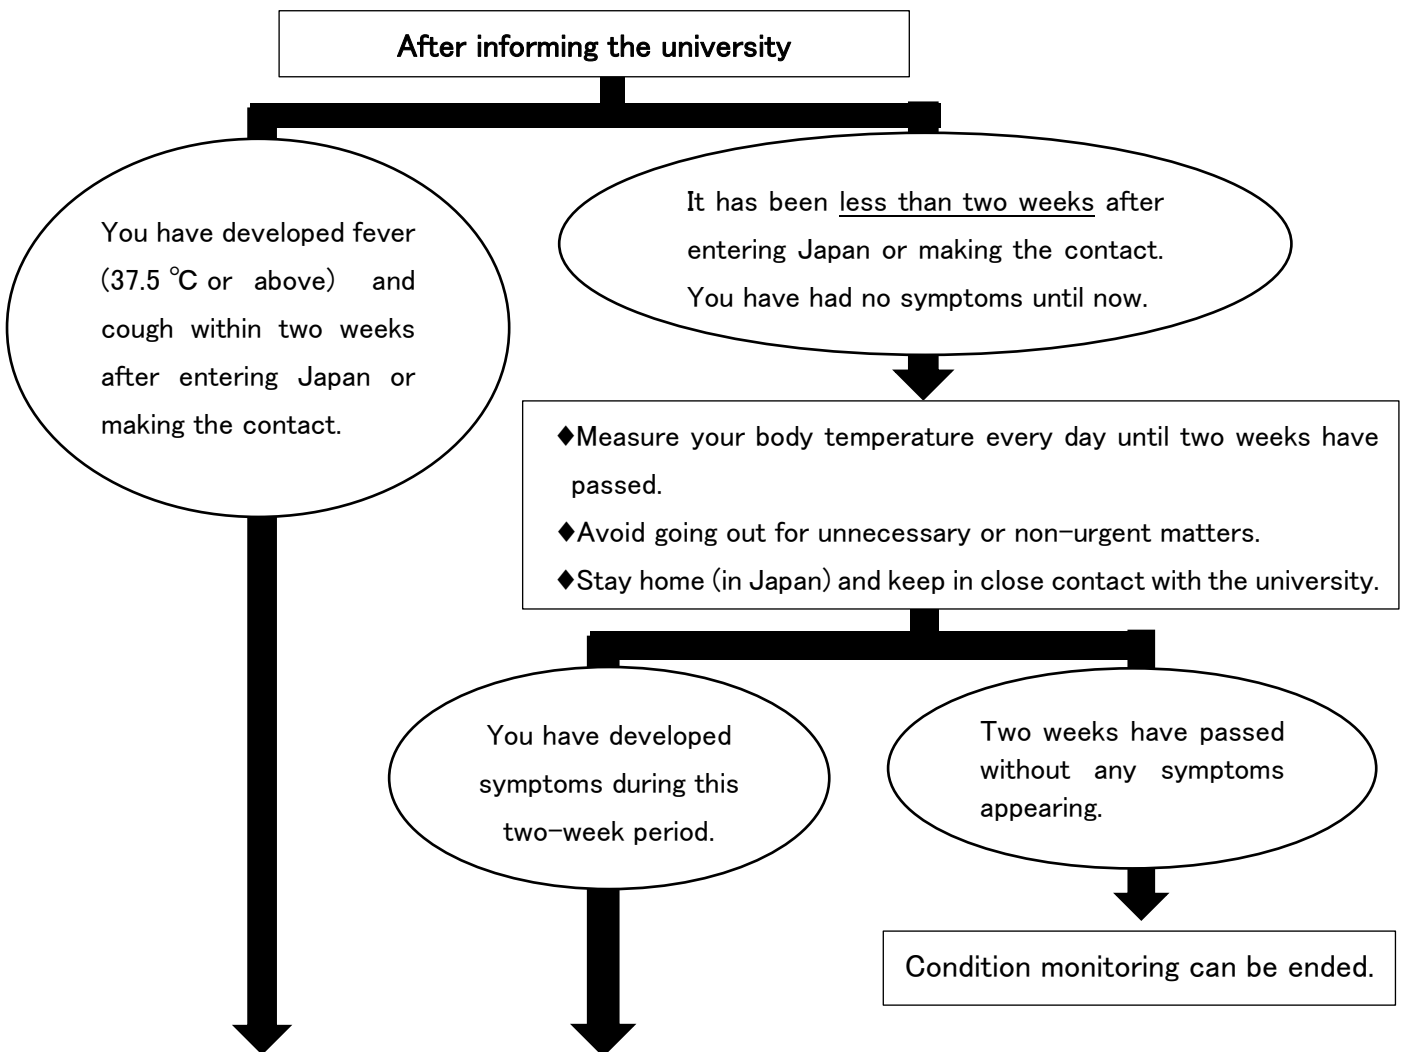 After informing the university
You have developed fever
(37.5 ℃ or above) and
cough within two weeks
after entering Japan or
making the contact.
It has been less than two weeks after
entering Japan or making the contact.
You have had no symptoms until now.
♦Measure your body temperature every day until two weeks have
passed.
♦Avoid going out for unnecessary or non-urgent matters.
♦Stay home (in Japan) and keep in close contact with the university.
You have developed
symptoms during this
two-week period.
Two weeks have passed
without any symptoms
appearing.
Condition monitoring can be ended.